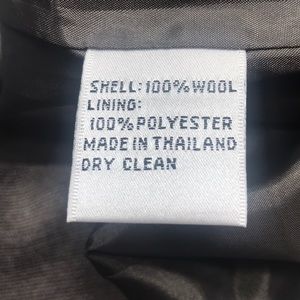 SHELL: 100% WOOL
LINING:
100% POLYESTER
MADE IN THAILAND
DRY CLEAN